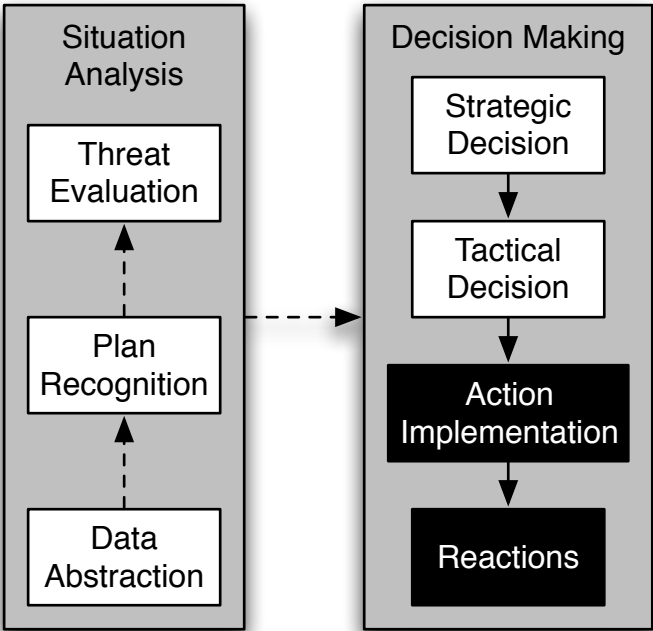 Situation
Analysis
Threat
Evaluation
Plan
Recognition
Data
Abstraction
Decision Making
Strategic
Decision
Tactical
Decision
Action
Implementation
Reactions